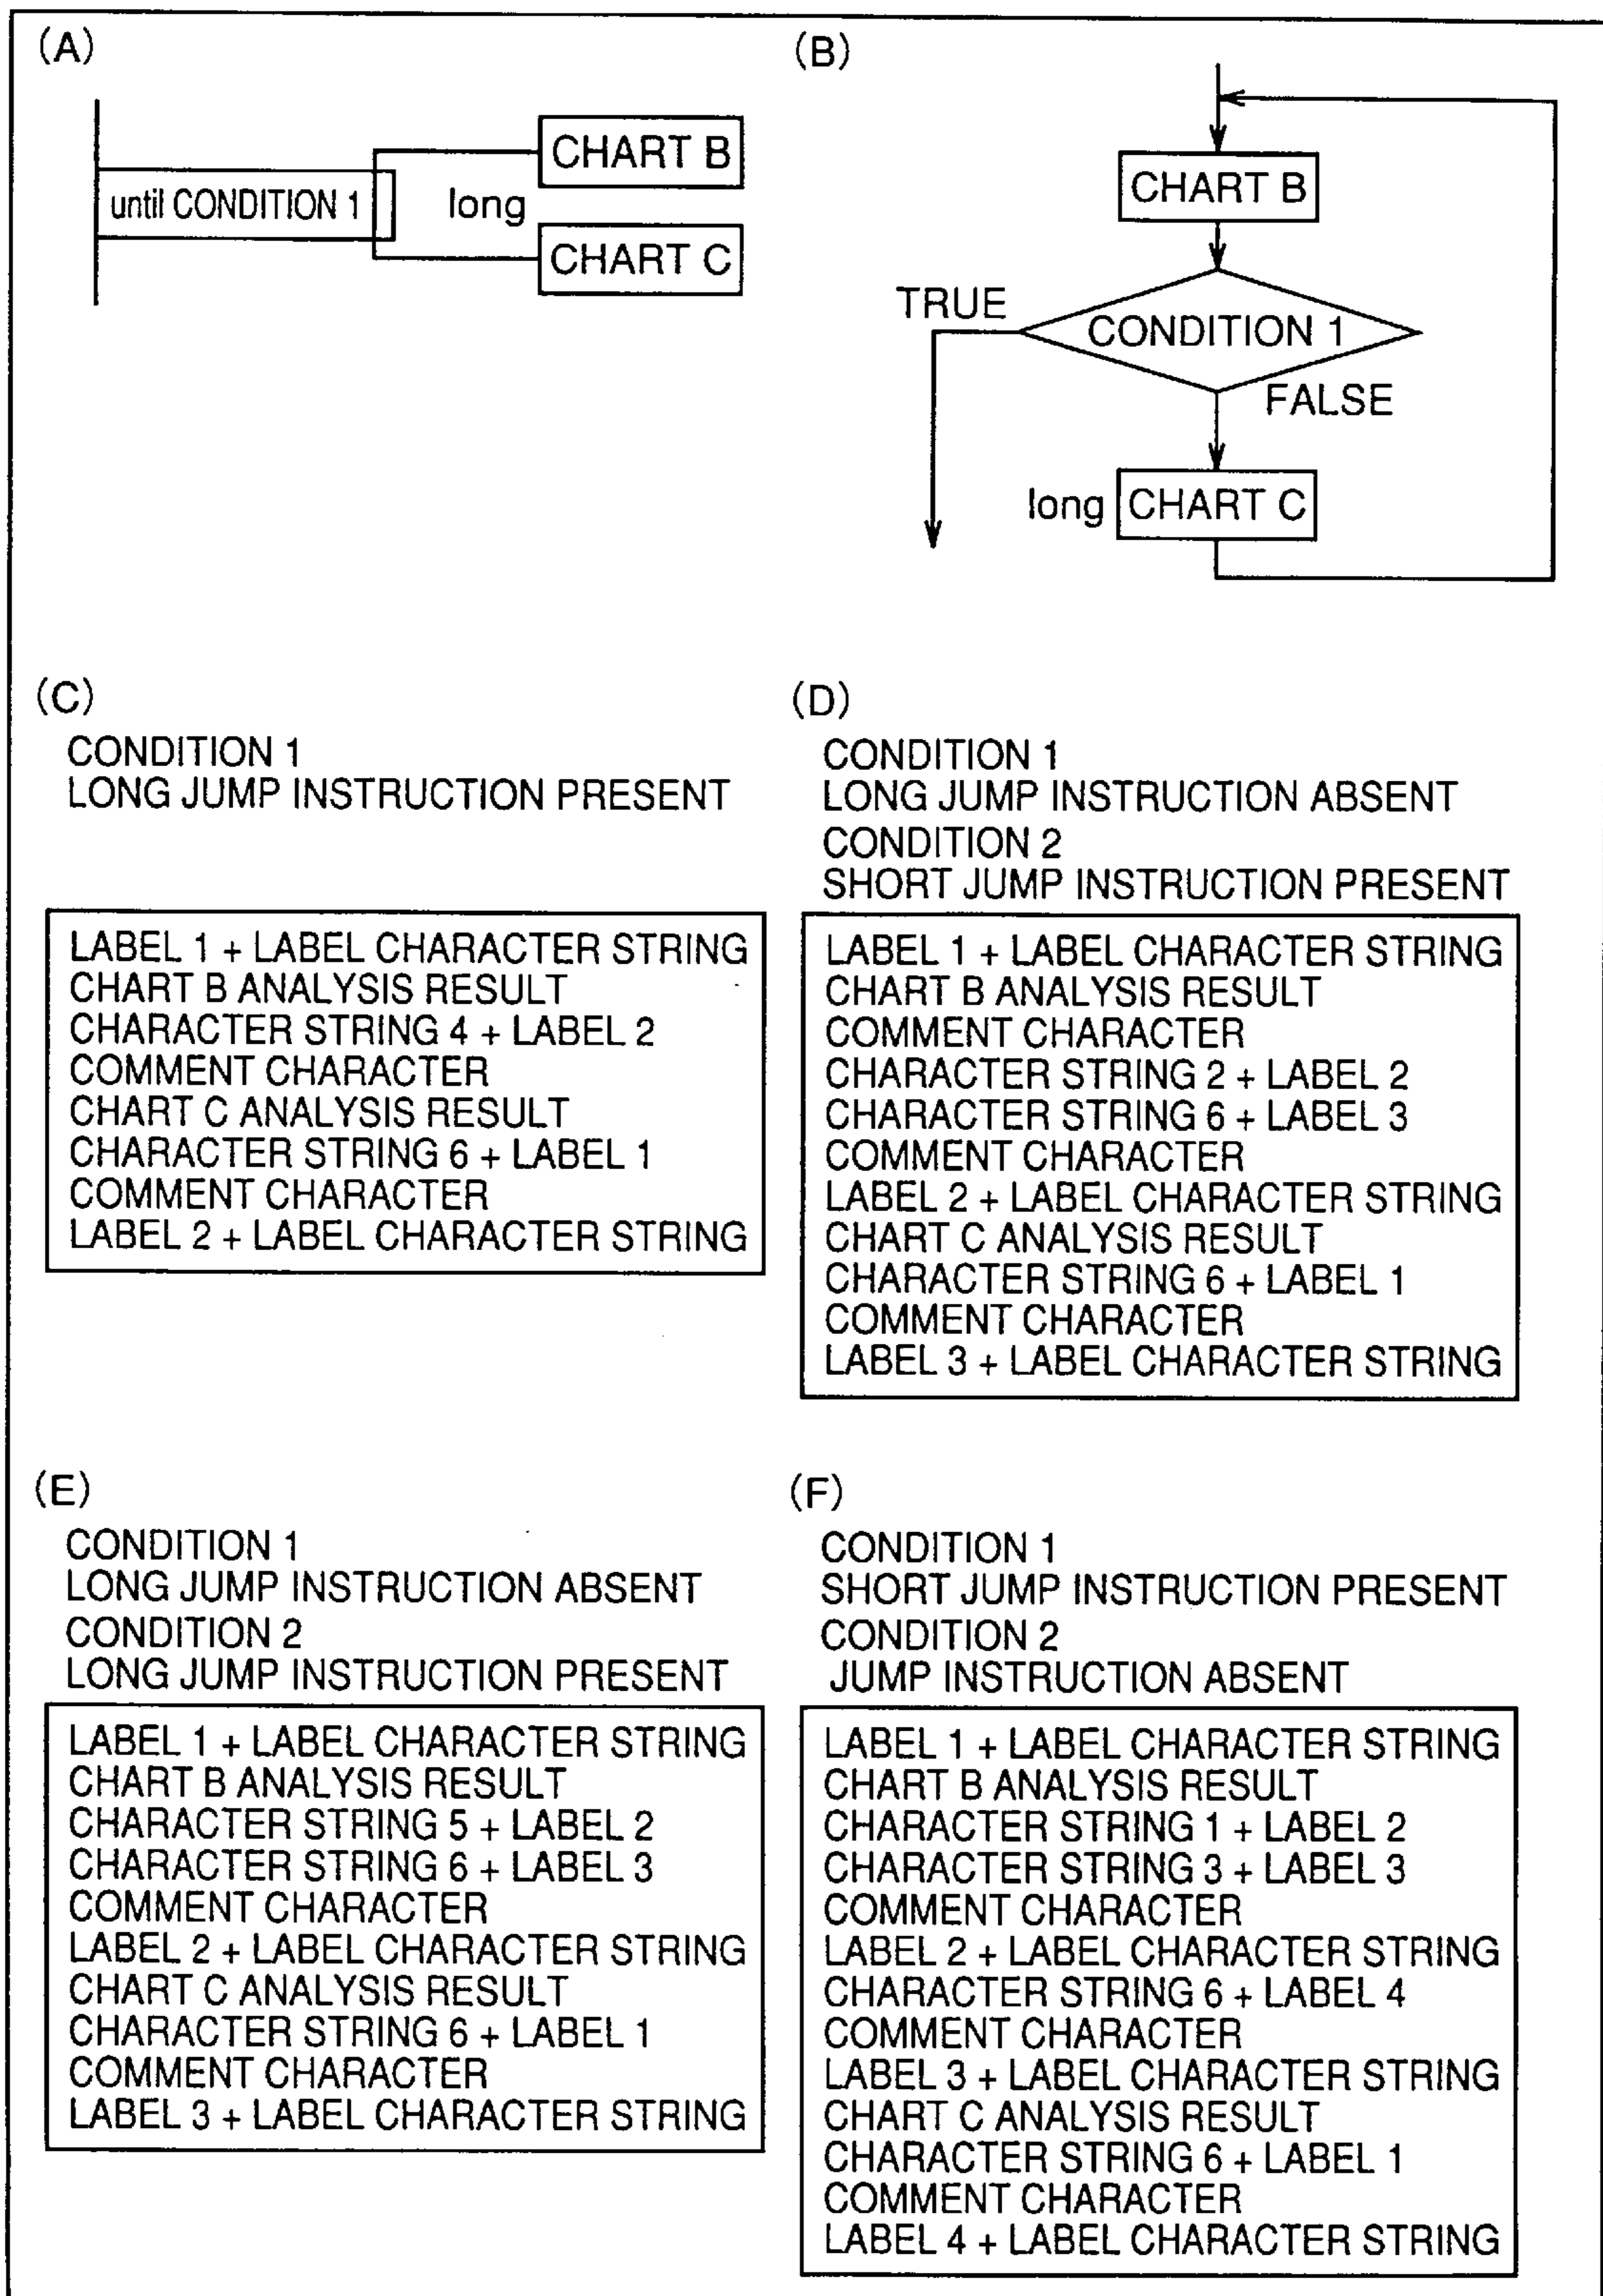 (A)
CHART B
until CONDITION 1
long
CHART C
(B)
CHART B
TRUE
CONDITION 1
FALSE
long
CHART C
(C)
CONDITION 1
LONG JUMP INSTRUCTION PRESENT
LABEL 1 + LABEL CHARACTER STRING
CHART B ANALYSIS RESULT
CHARACTER STRING 4 + LABEL 2
COMMENT CHARACTER
CHART C ANALYSIS RESULT
CHARACTER STRING 6 + LABEL 1
COMMENT CHARACTER
LABEL 2 + LABEL CHARACTER STRING
(D)
CONDITION 1
LONG JUMP INSTRUCTION ABSENT
CONDITION 2
SHORT JUMP INSTRUCTION PRESENT
LABEL 1 + LABEL CHARACTER STRING
CHART B ANALYSIS RESULT
COMMENT CHARACTER
CHARACTER STRING 2 + LABEL 2
CHARACTER STRING 6 + LABEL 3
COMMENT CHARACTER
LABEL 2 + LABEL CHARACTER STRING
CHART C ANALYSIS RESULT
CHARACTER STRING 6 + LABEL 1
COMMENT CHARACTER
LABEL 3 + LABEL CHARACTER STRING
(E)
CONDITION 1
LONG JUMP INSTRUCTION ABSENT
CONDITION 2
LONG JUMP INSTRUCTION PRESENT
LABEL 1 + LABEL CHARACTER STRING
CHART B ANALYSIS RESULT
CHARACTER STRING 5 + LABEL 2
CHARACTER STRING 6 + LABEL 3
COMMENT CHARACTER
LABEL 2 + LABEL CHARACTER STRING
CHART C ANALYSIS RESULT
CHARACTER STRING 6 + LABEL 1
COMMENT CHARACTER
LABEL 3 + LABEL CHARACTER STRING
(F)
CONDITION 1
SHORT JUMP INSTRUCTION PRESENT
CONDITION 2
JUMP INSTRUCTION ABSENT
LABEL 1 + LABEL CHARACTER STRING
CHART B ANALYSIS RESULT
CHARACTER STRING 1 + LABEL 2
CHARACTER STRING 3 + LABEL 3
COMMENT CHARACTER
LABEL 2 + LABEL CHARACTER STRING
CHARACTER STRING 6 + LABEL 4
COMMENT CHARACTER
LABEL 3 + LABEL CHARACTER STRING
CHART C ANALYSIS RESULT
CHARACTER STRING 6 + LABEL 1
COMMENT CHARACTER
LABEL 4 + LABEL CHARACTER STRING